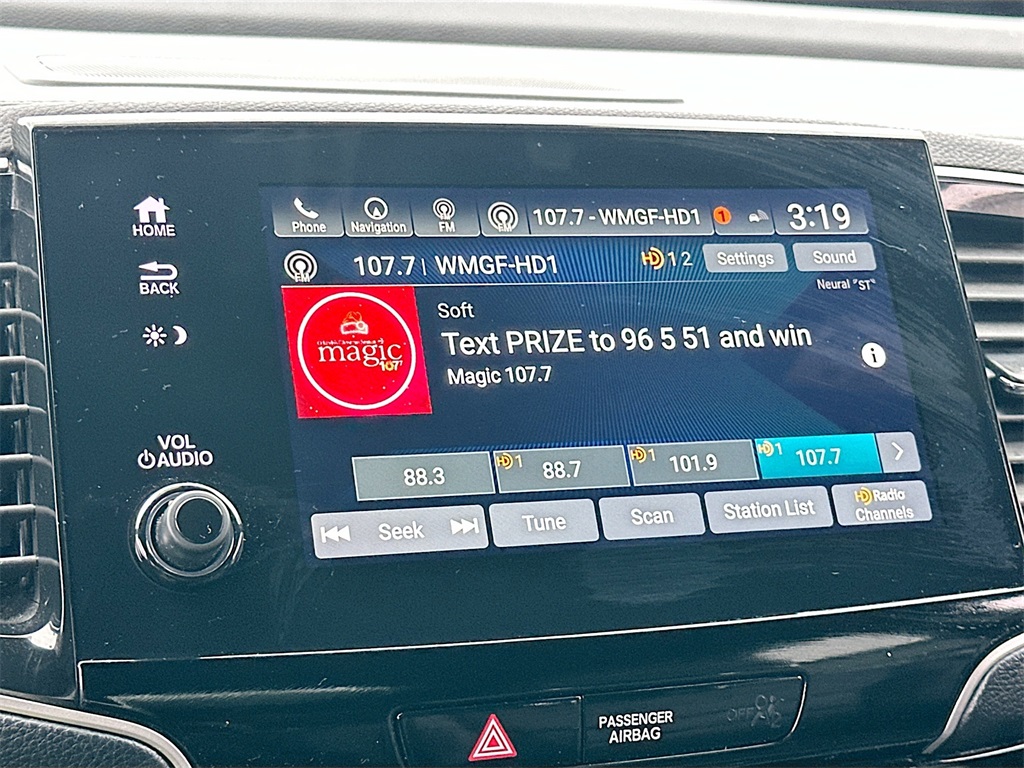 HOME
BACK
VOL
AUDIO
Phone
Navigation
FM
FM
107.7 - WMGF-HD1
1
3:19
FM
107.7 | WMGF-HD1
HD 1 2
Settings
Sound
Neural "ST"
magic
107.7
Soft
Text PRIZE to 96 5 51 and win
Magic 107.7
i
88.3
HD 1 88.7
HD 1 101.9
HD 1 107.7
Seek
Tune
Scan
Station List
HD Radio
Channels
PASSENGER
AIRBAG
OFF